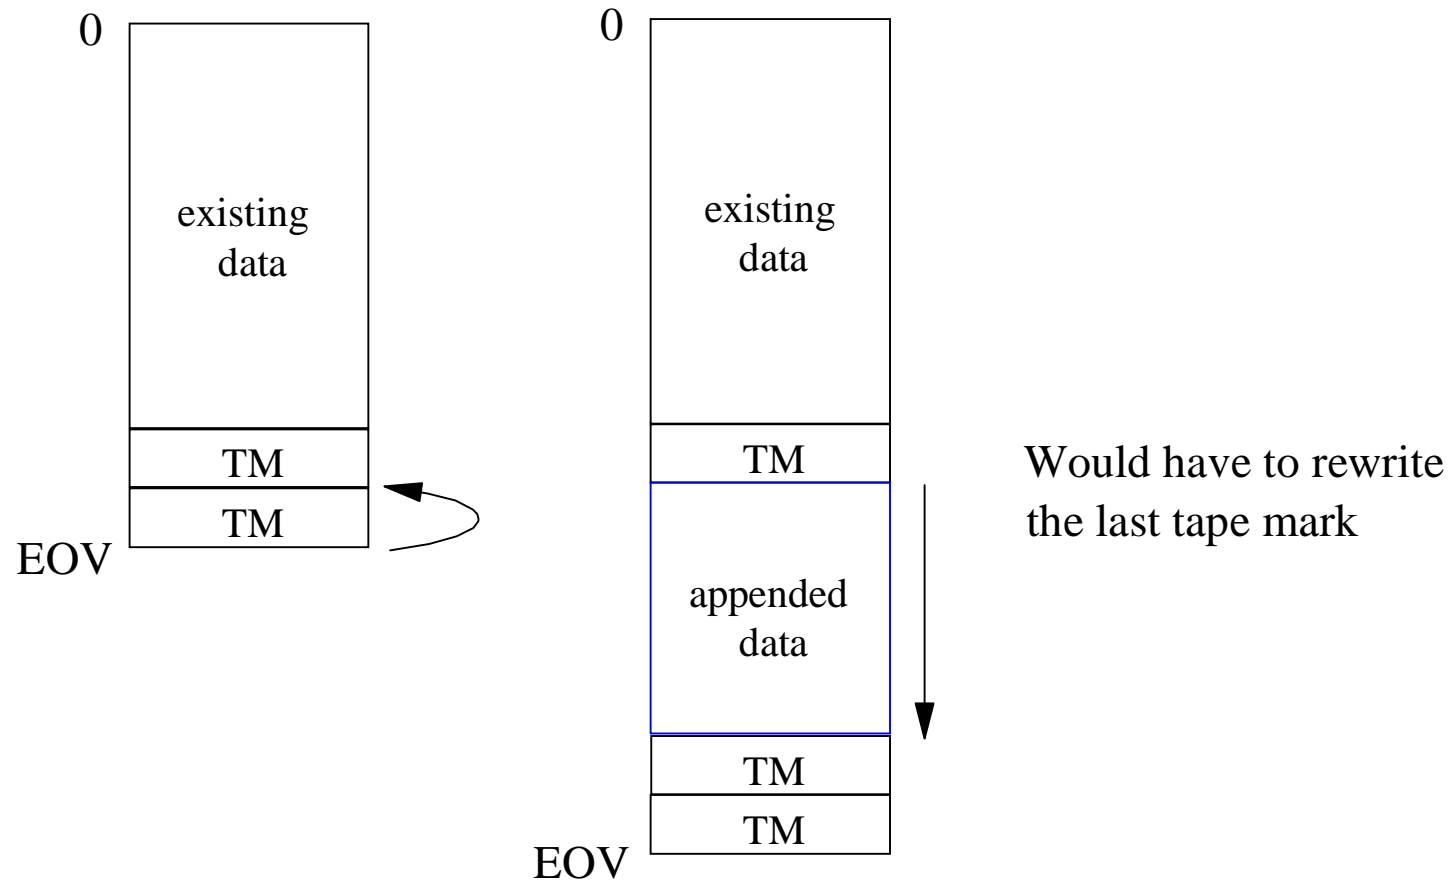 0
existing
data
TM
TM
EOV
0
existing
data
TM
appended
data
TM
TM
EOV
Would have to rewrite
the last tape mark